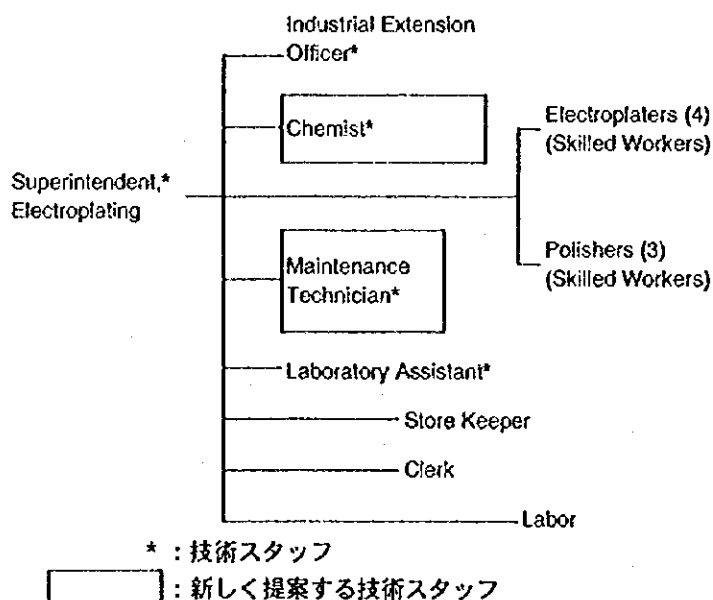 Industrial Extension
Officer*
Chemist*
Electroplaters (4)
(Skilled Workers)
Superintendent,*
Electroplating
Polishers (3)
(Skilled Workers)
Maintenance
Technician*
Laboratory Assistant*
Store Keeper
Clerk
Labor
* : 技術スタッフ
: 新しく提案する技術スタッフ